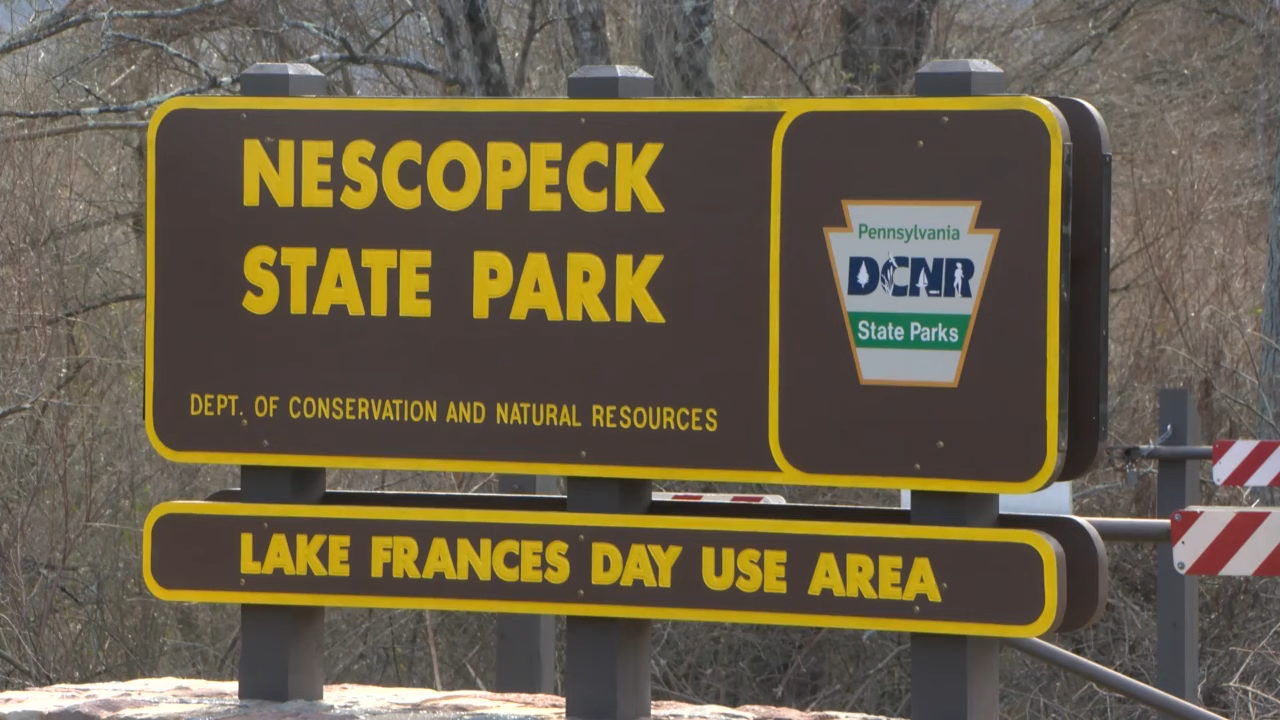 NESCOPECK
STATE PARK
DEPT. OF CONSERVATION AND NATURAL RESOURCES
Pennsylvania
DCNR
State Parks
LAKE FRANCES DAY USE AREA